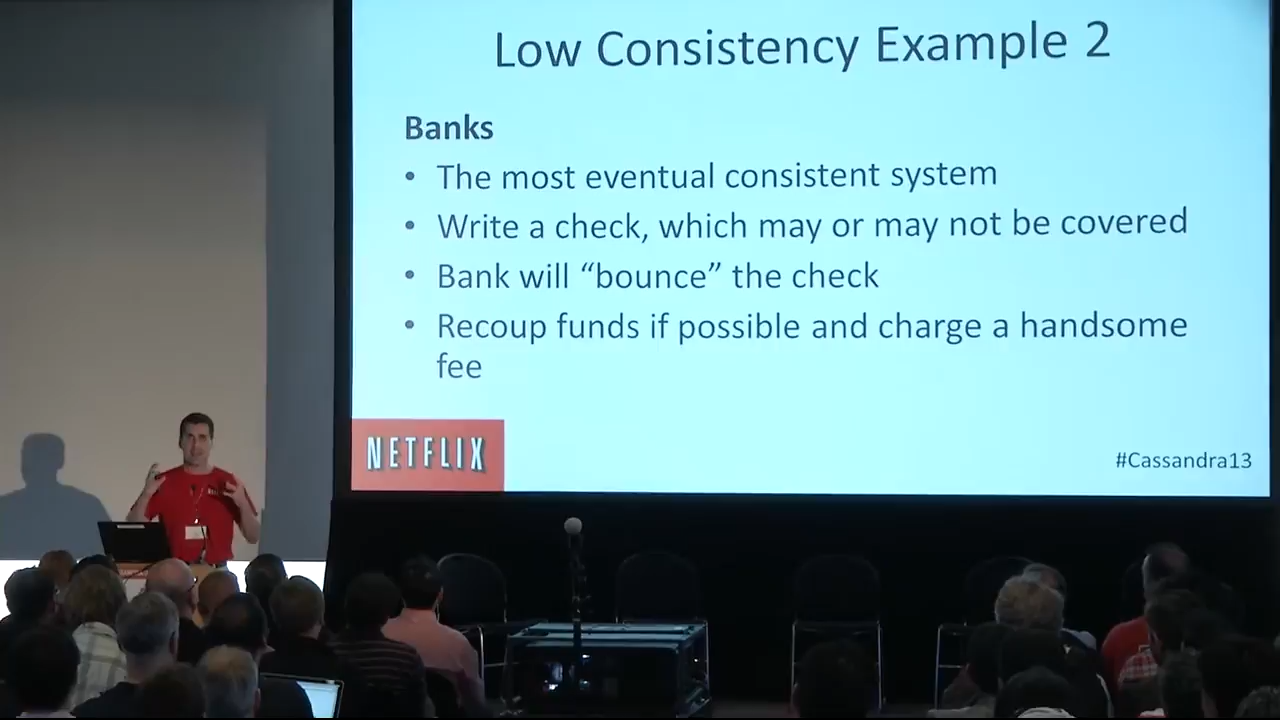 Low Consistency Example 2
Banks
• The most eventual consistent system
• Write a check, which may or may not be covered
• Bank will “bounce” the check
• Recoup funds if possible and charge a handsome
fee
NETFLIX
#Cassandra13